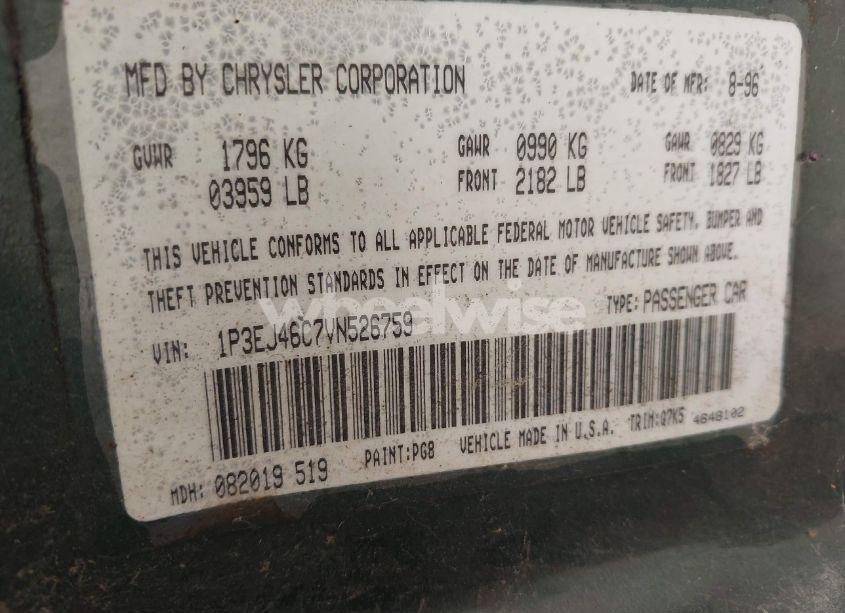 MFD BY CHRYSLER CORPORATION DATE OF MFR: 8-96
GVWR 1796 KG GAWR 0990 KG GAWR 0829 KG
03959 LB FRONT 2182 LB FRONT 1827 LB
THIS VEHICLE CONFORMS TO ALL APPLICABLE FEDERAL MOTOR VEHICLE SAFETY, BUMPER AND
THEFT PREVENTION STANDARDS IN EFFECT ON THE DATE OF MANUFACTURE SHOWN ABOVE.
wheelwise
VIN: 1P3EJ46C7VN526759 TYPE: PASSENGER CAR
MDH: 082019 519 PAINT:PG8 VEHICLE MADE IN U.S.A. TRIM:Q7K5 4648102